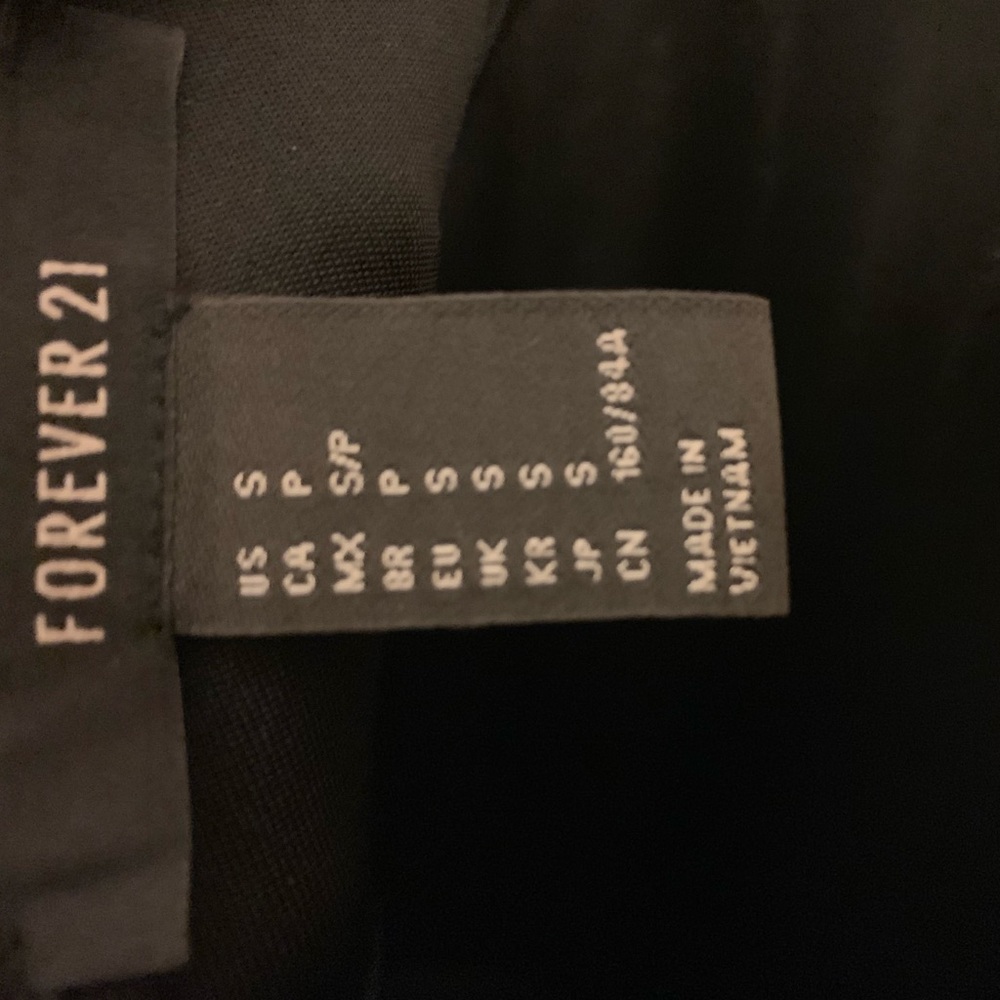 FOREVER 21
US S
CA P
MX S/P
BR P
EU S
UK S
KR S
JP S
CN 160/84A
MADE IN
VIETNAM